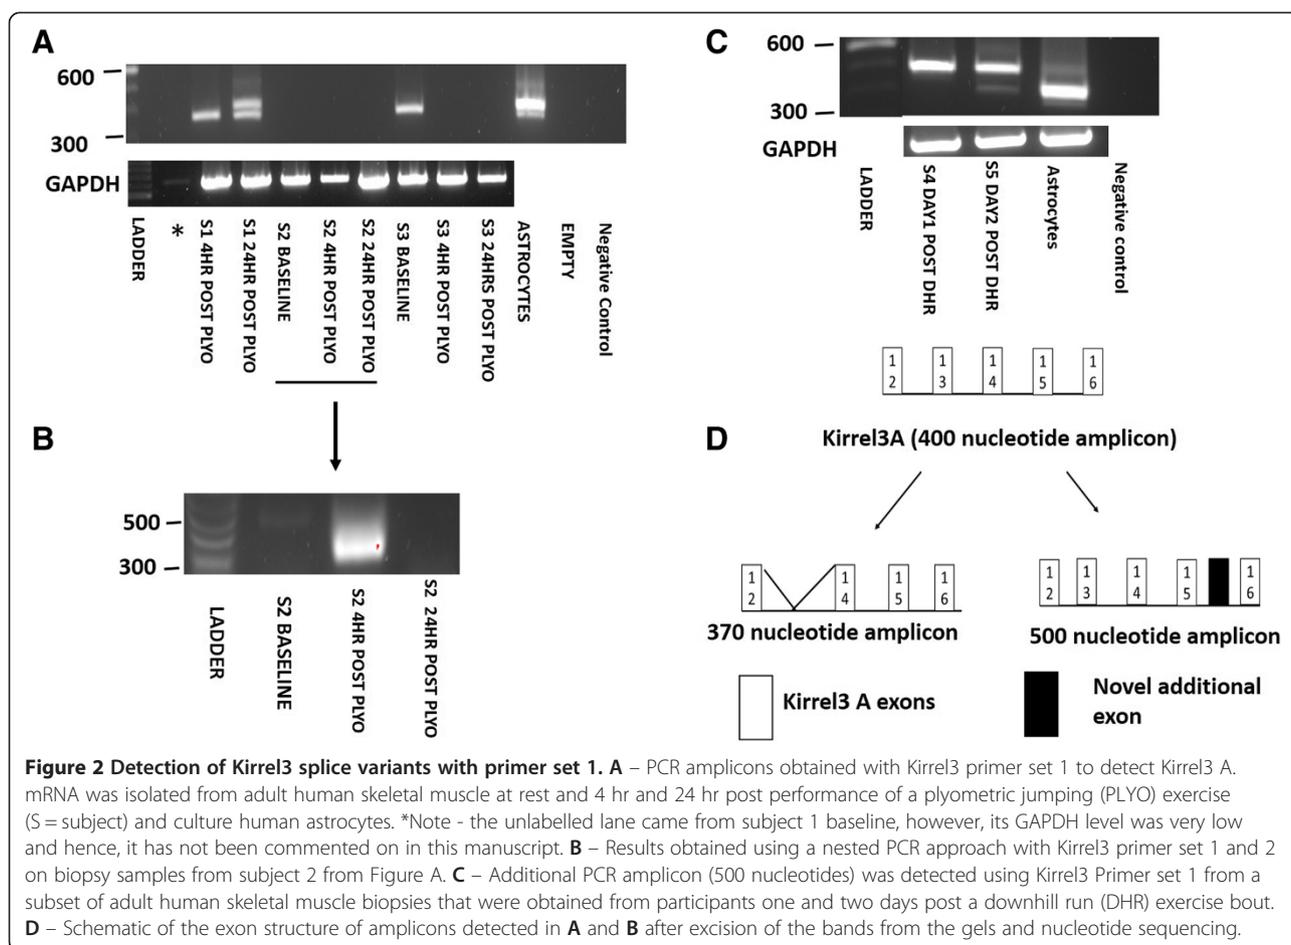 A
600
300
GAPDH
LADDER
*
S1 4HR POST PLYO
S1 24HR POST PLYO
S2 BASELINE
S2 4HR POST PLYO
S2 24HR POST PLYO
S3 BASELINE
S3 4HR POST PLYO
S3 24HRS POST PLYO
ASTROCYTES
EMPTY
Negative Control
B
500
300
LADDER
S2 BASELINE
S2 4HR POST PLYO
S2 24HR POST PLYO
C
600
300
GAPDH
LADDER
S4 DAY1 POST DHR
S5 DAY2 POST DHR
Astrocytes
Negative control
12 13 14 15 16
D
Kirrel3A (400 nucleotide amplicon)
12 14 15 16
370 nucleotide amplicon
12 13 14 15 16
500 nucleotide amplicon
Kirrel3 A exons
Novel additional
exon
Figure 2 Detection of Kirrel3 splice variants with primer set 1. A – PCR amplicons obtained with Kirrel3 primer set 1 to detect Kirrel3 A.
mRNA was isolated from adult human skeletal muscle at rest and 4 hr and 24 hr post performance of a plyometric jumping (PLYO) exercise
(S = subject) and culture human astrocytes. *Note - the unlabelled lane came from subject 1 baseline, however, its GAPDH level was very low
and hence, it has not been commented on in this manuscript. B – Results obtained using a nested PCR approach with Kirrel3 primer set 1 and 2
on biopsy samples from subject 2 from Figure A. C – Additional PCR amplicon (500 nucleotides) was detected using Kirrel3 Primer set 1 from a
subset of adult human skeletal muscle biopsies that were obtained from participants one and two days post a downhill run (DHR) exercise bout.
D – Schematic of the exon structure of amplicons detected in A and B after excision of the bands from the gels and nucleotide sequencing.